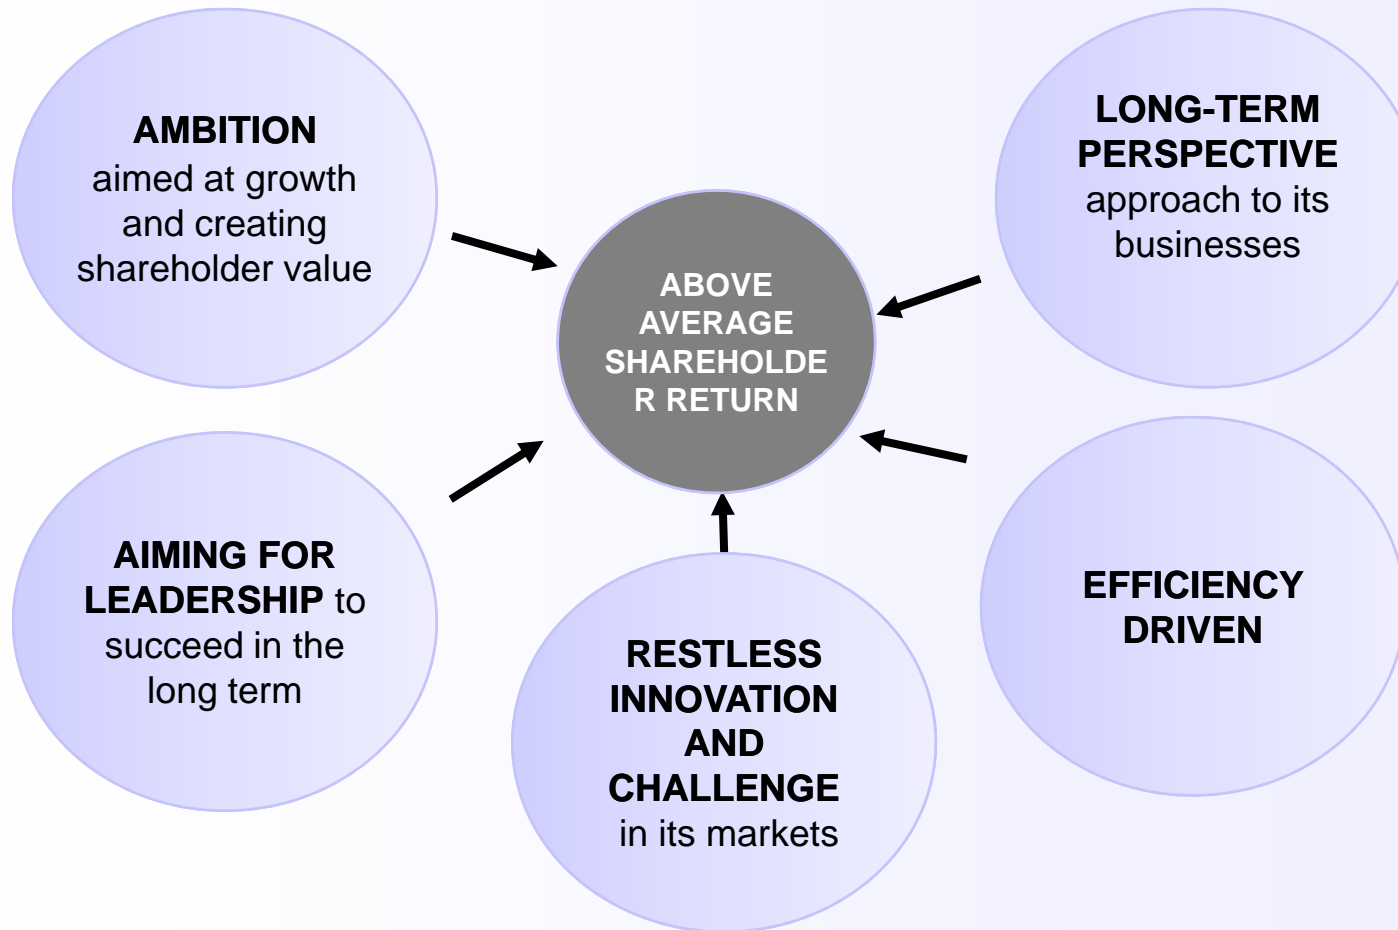 AMBITION
aimed at growth
and creating
shareholder value
LONG-TERM
PERSPECTIVE
approach to its
businesses
ABOVE
AVERAGE
SHAREHOLDE
R RETURN
AIMING FOR
LEADERSHIP to
succeed in the
long term
RESTLESS
INNOVATION
AND
CHALLENGE
in its markets
EFFICIENCY
DRIVEN